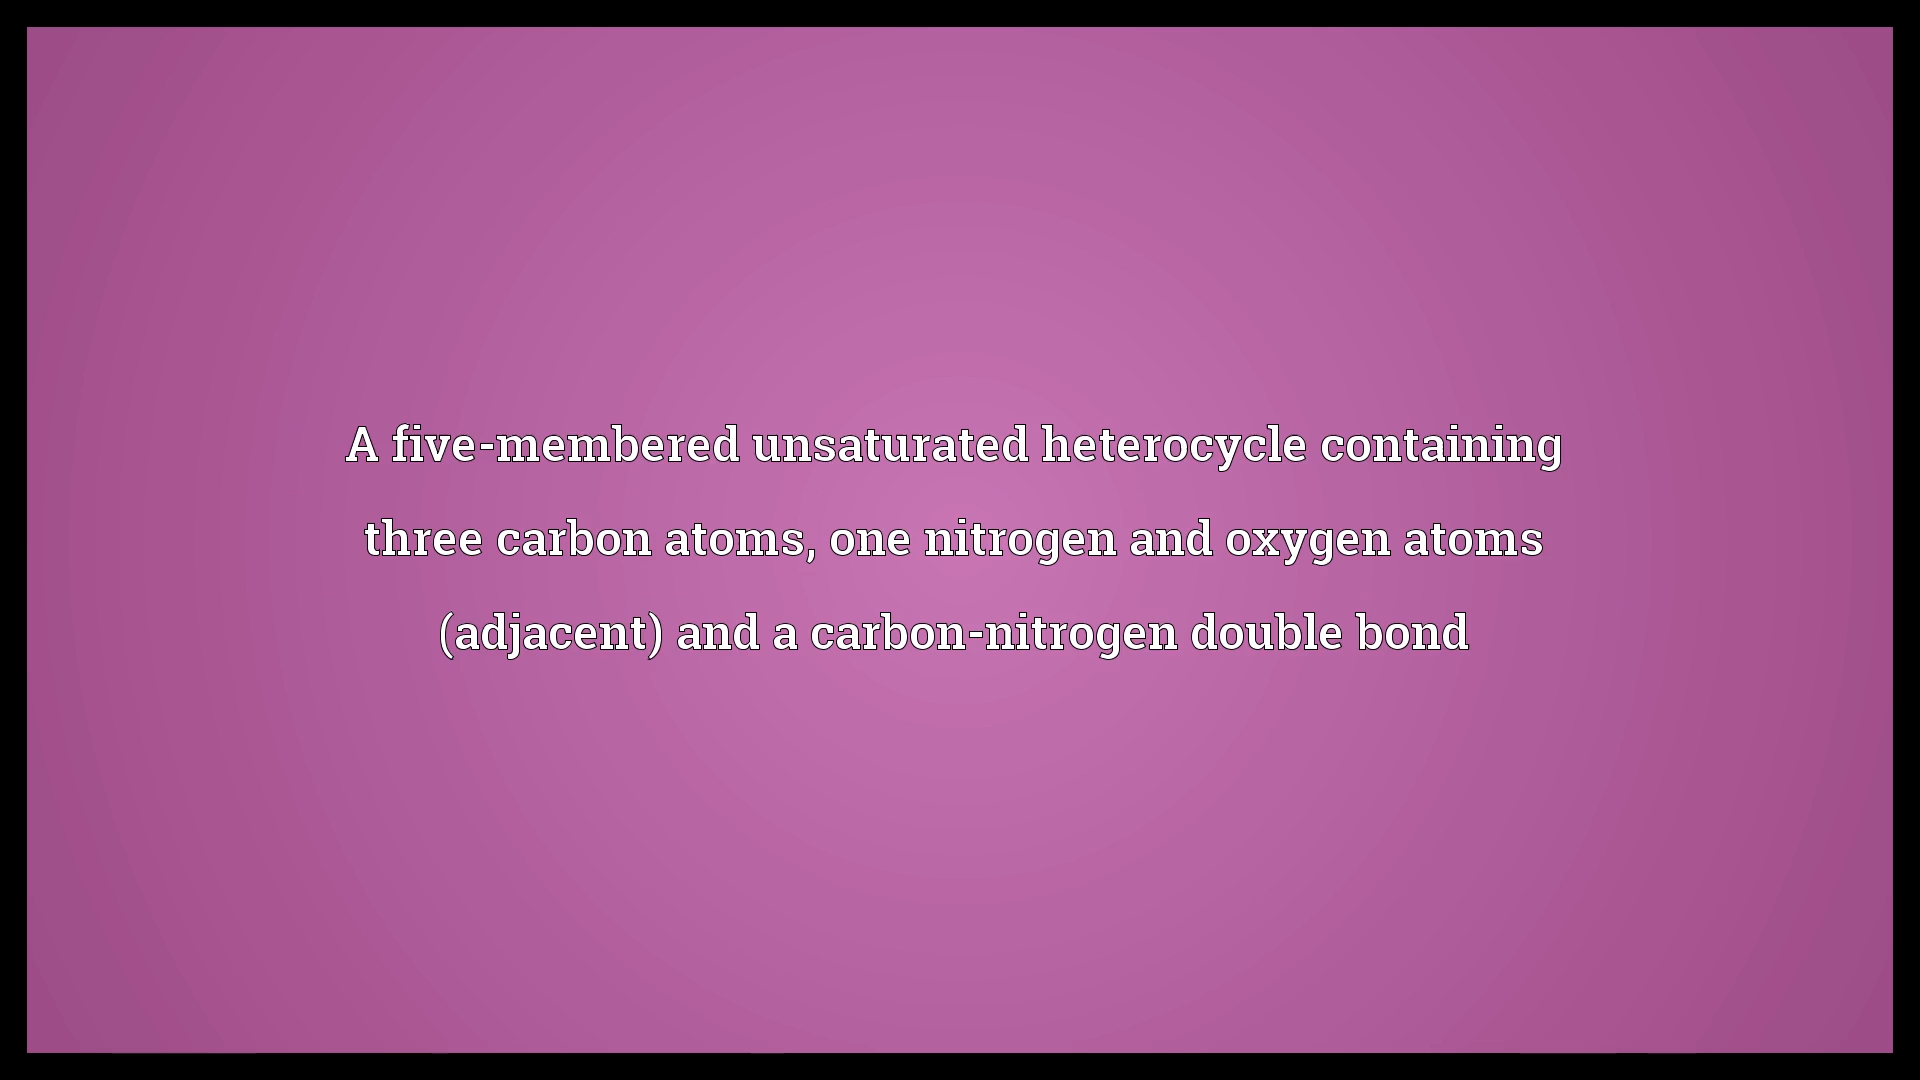 A five-membered unsaturated heterocycle containing
three carbon atoms, one nitrogen and oxygen atoms
(adjacent) and a carbon-nitrogen double bond